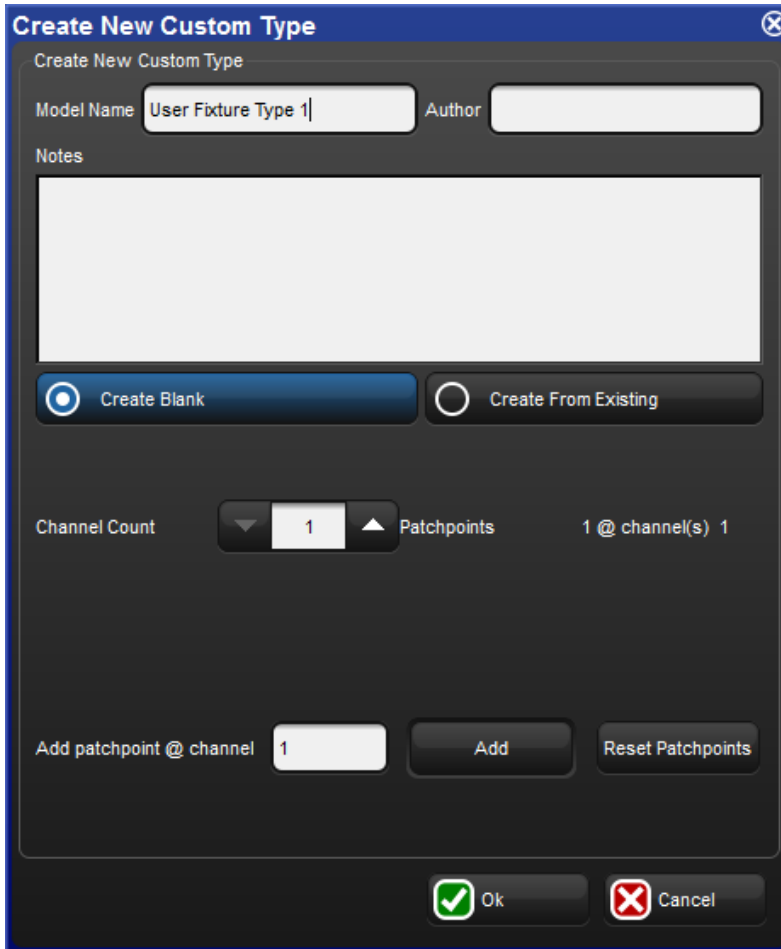 Create New Custom Type
Create New Custom Type
Model Name User Fixture Type 1 Author
Notes
Create Blank Create From Existing
Channel Count 1 Patchpoints 1 @ channel(s) 1
Add patchpoint @ channel 1 Add Reset Patchpoints
Ok Cancel